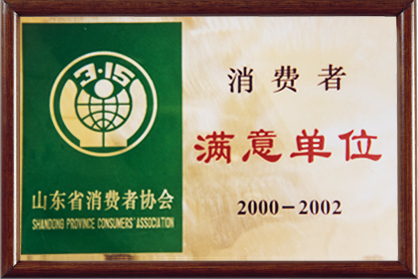 3·15
山东省消费者协会
SHANDONG PROVINCE CONSUMERS' ASSOCIATION
消费者
满意单位
2000-2002